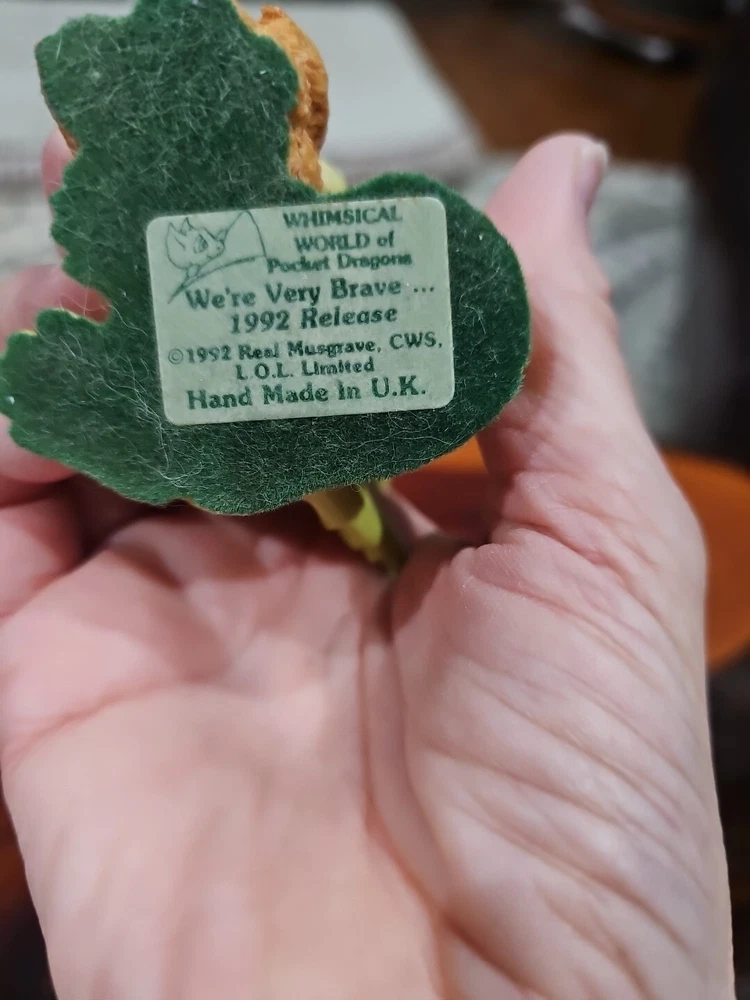 WHIMSICAL
WORLD of
Pocket Dragons
We're Very Brave ...
1992 Release
©1992 Real Musgrave, CWS,
L.O.L. Limited
Hand Made in U.K.